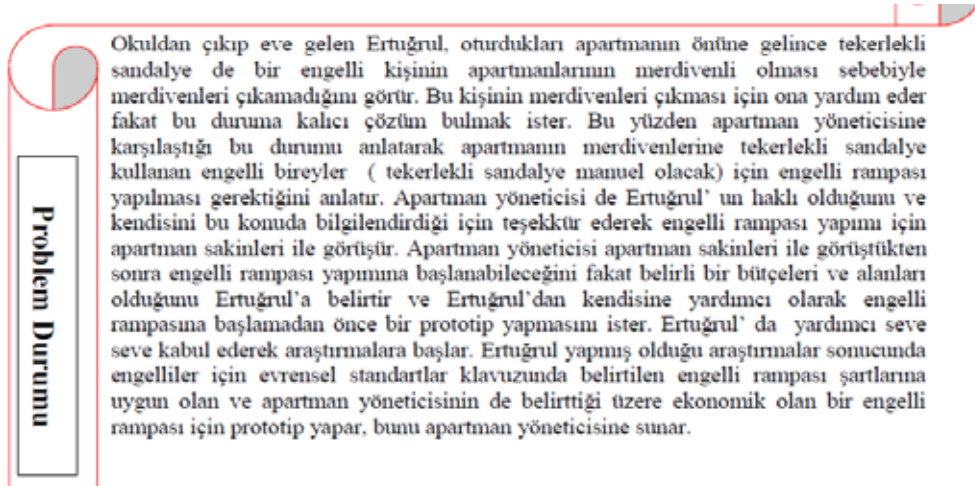 Okuldan çıkıp eve gelen Ertuğrul, oturdukları apartmanın önüne gelince tekerlekli
sandalye de bir engelli kişinin apartmanlarının merdivenli olması sebebiyle
merdivenleri çıkamadığını görür. Bu kişinin merdivenleri çıkması için ona yardım eder
fakat bu duruma kalıcı çözüm bulmak ister. Bu yüzden apartman yöneticisine
karşılaştığı bu durumu anlatarak apartmanın merdivenlerine tekerlekli sandalye
kullanan engelli bireyler ( tekerlekli sandalye manuel olacak) için engelli rampası
yapılması gerektiğini anlatır. Apartman yöneticisi de Ertuğrul’ un haklı olduğunu ve
kendisini bu konuda bilgilendirdiği için teşekkür ederek engelli rampası yapımı için
apartman sakinleri ile görüşür. Apartman yöneticisi apartman sakinleri ile görüştükten
sonra engelli rampası yapımına başlanabileceğini fakat belirli bir bütçeleri ve alanları
olduğunu Ertuğrul’a belirtir ve Ertuğrul’dan kendisine yardımcı olarak engelli
rampasına başlamadan önce bir prototip yapmasını ister. Ertuğrul’ da yardımcı seve
seve kabul ederek araştırmalara başlar. Ertuğrul yapmış olduğu araştırmalar sonucunda
engelliler için evrensel standartlar klavuzunda belirtilen engelli rampası şartlarına
uygun olan ve apartman yöneticisinin de belirttiği üzere ekonomik olan bir engelli
rampası için prototip yapar, bunu apartman yöneticisine sunar.
Problem Durumu